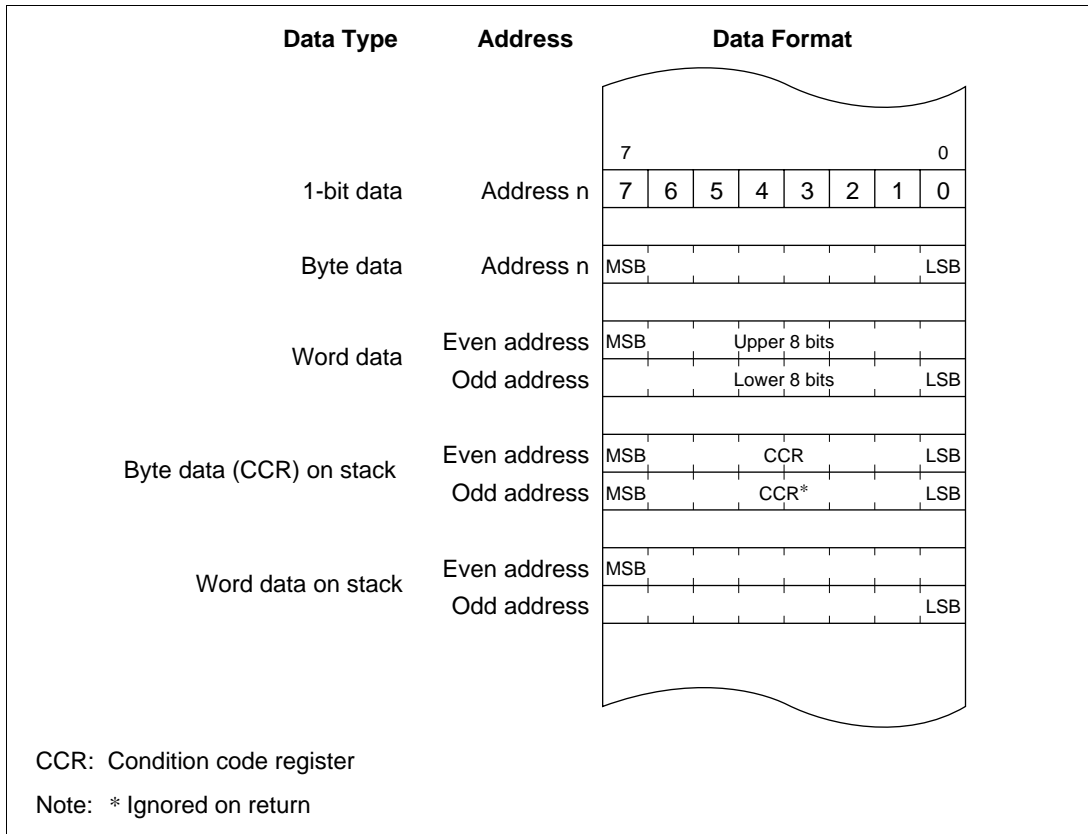 Data Type Address Data Format
7 0
1-bit data Address n 7 6 5 4 3 2 1 0
Byte data Address n MSB LSB
Word data
Even address MSB Upper 8 bits
Odd address Lower 8 bits LSB
Byte data (CCR) on stack
Even address MSB CCR LSB
Odd address MSB CCR* LSB
Word data on stack
Even address MSB
Odd address LSB
CCR: Condition code register
Note: * Ignored on return